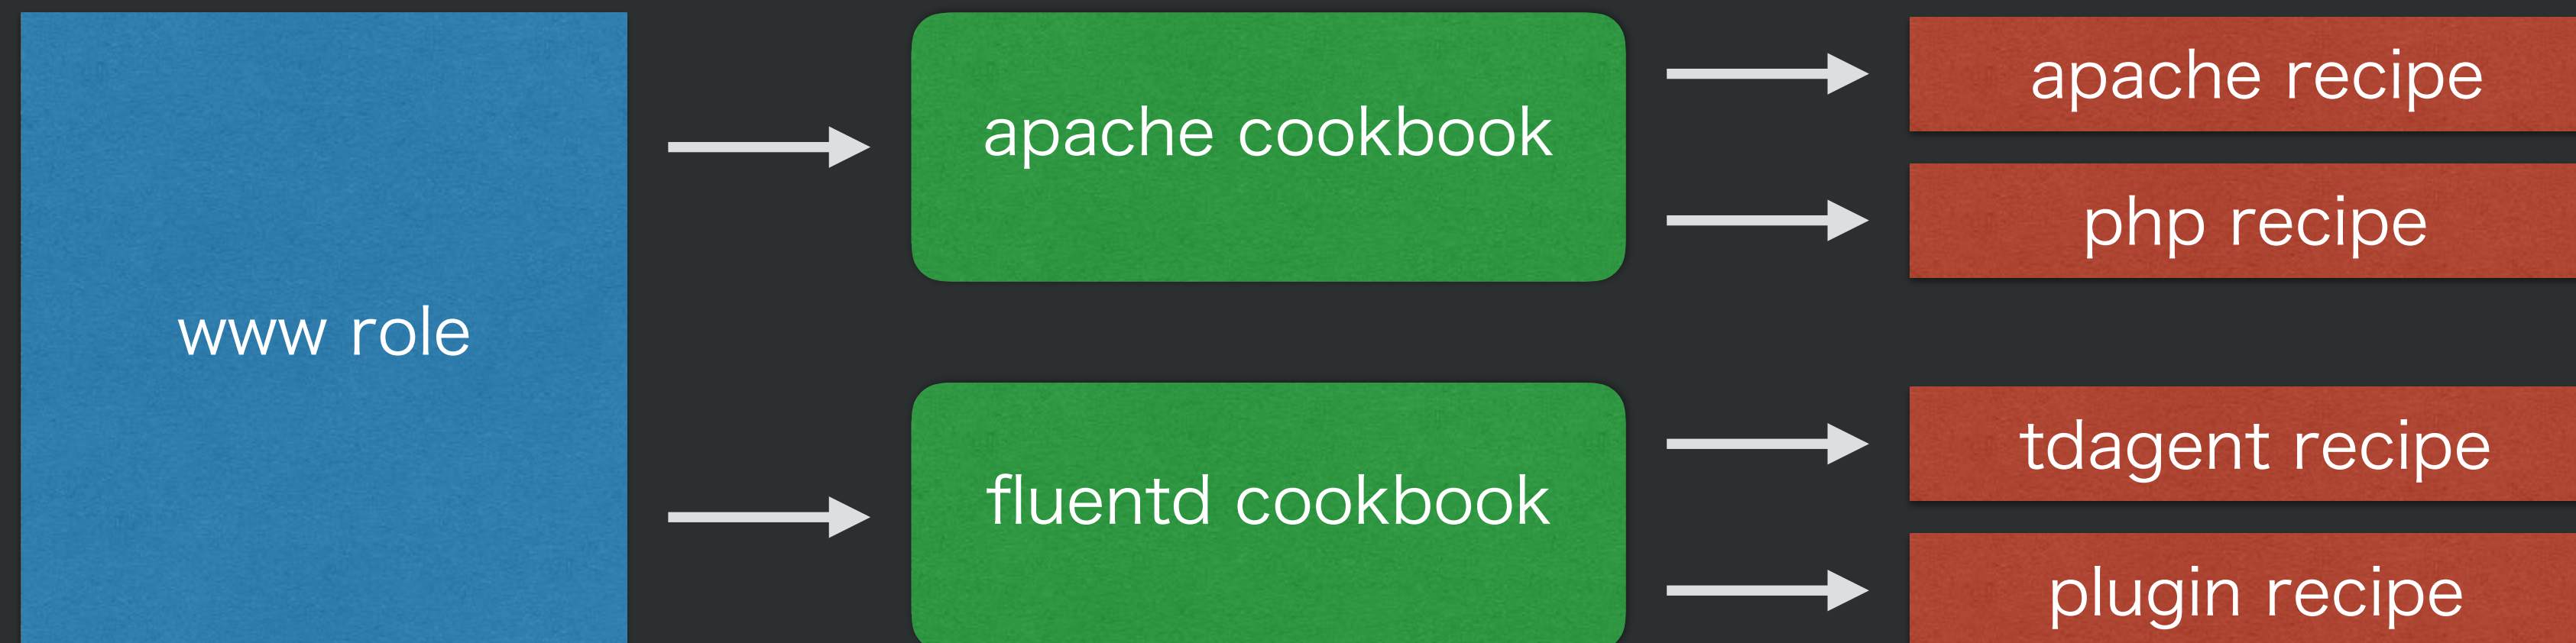 www role
apache cookbook
apache recipe
php recipe
fluentd cookbook
tdagent recipe
plugin recipe